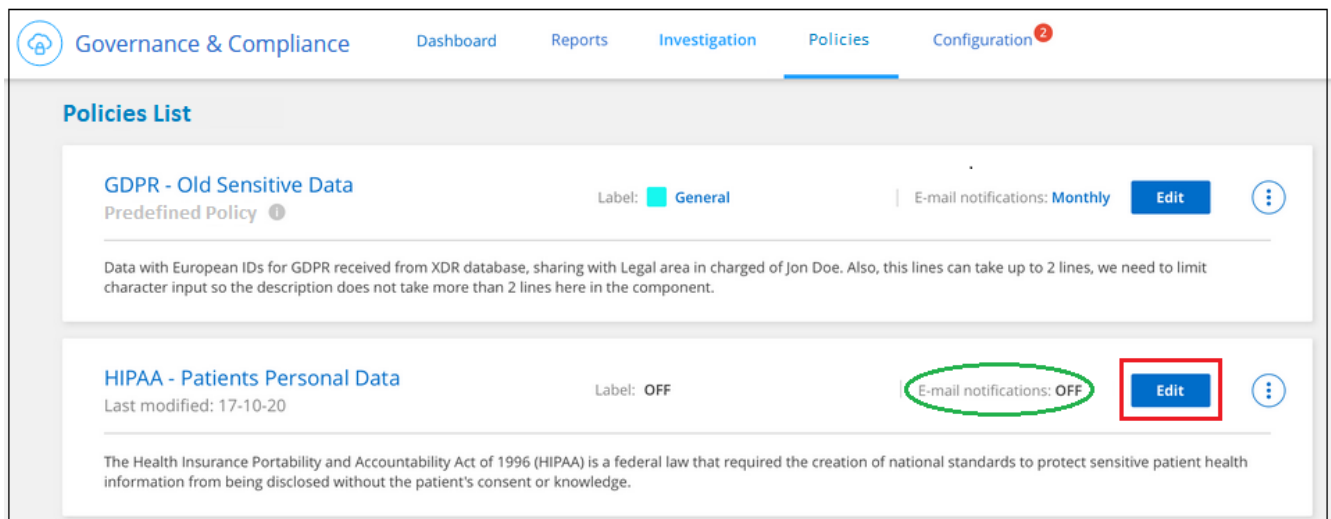 Governance & Compliance
Dashboard
Reports
Investigation
Policies
Configuration 2
Policies List
GDPR - Old Sensitive Data
Predefined Policy
Label: General
E-mail notifications: Monthly
Edit
Data with European IDs for GDPR received from XDR database, sharing with Legal area in charged of Jon Doe. Also, this lines can take up to 2 lines, we need to limit
character input so the description does not take more than 2 lines here in the component.
HIPAA - Patients Personal Data
Last modified: 17-10-20
Label: OFF
E-mail notifications: OFF
Edit
The Health Insurance Portability and Accountability Act of 1996 (HIPAA) is a federal law that required the creation of national standards to protect sensitive patient health
information from being disclosed without the patient's consent or knowledge.